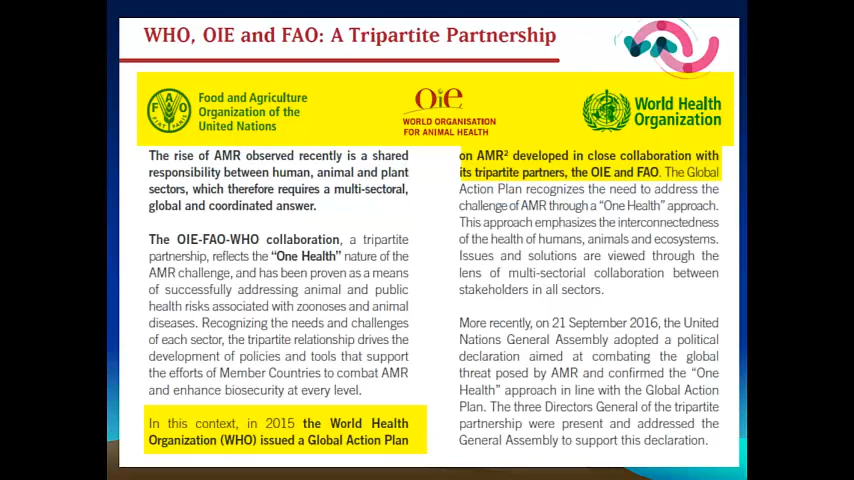 WHO, OIE and FAO: A Tripartite Partnership
FAO
FIAT PANIS
Food and Agriculture
Organization of the
United Nations
OiE
WORLD ORGANISATION
FOR ANIMAL HEALTH
World Health
Organization
The rise of AMR observed recently is a shared
responsibility between human, animal and plant
sectors, which therefore requires a multi-sectoral,
global and coordinated answer.
The OIE-FAO-WHO collaboration, a tripartite
partnership, reflects the “One Health” nature of the
AMR challenge, and has been proven as a means
of successfully addressing animal and public
health risks associated with zoonoses and animal
diseases. Recognizing the needs and challenges
of each sector, the tripartite relationship drives the
development of policies and tools that support
the efforts of Member Countries to combat AMR
and enhance biosecurity at every level.
In this context, in 2015 the World Health
Organization (WHO) issued a Global Action Plan
on AMR² developed in close collaboration with
its tripartite partners, the OIE and FAO. The Global
Action Plan recognizes the need to address the
challenge of AMR through a “One Health” approach.
This approach emphasizes the interconnectedness
of the health of humans, animals and ecosystems.
Issues and solutions are viewed through the
lens of multi-sectorial collaboration between
stakeholders in all sectors.
More recently, on 21 September 2016, the United
Nations General Assembly adopted a political
declaration aimed at combating the global
threat posed by AMR and confirmed the “One
Health” approach in line with the Global Action
Plan. The three Directors General of the tripartite
partnership were present and addressed the
General Assembly to support this declaration.